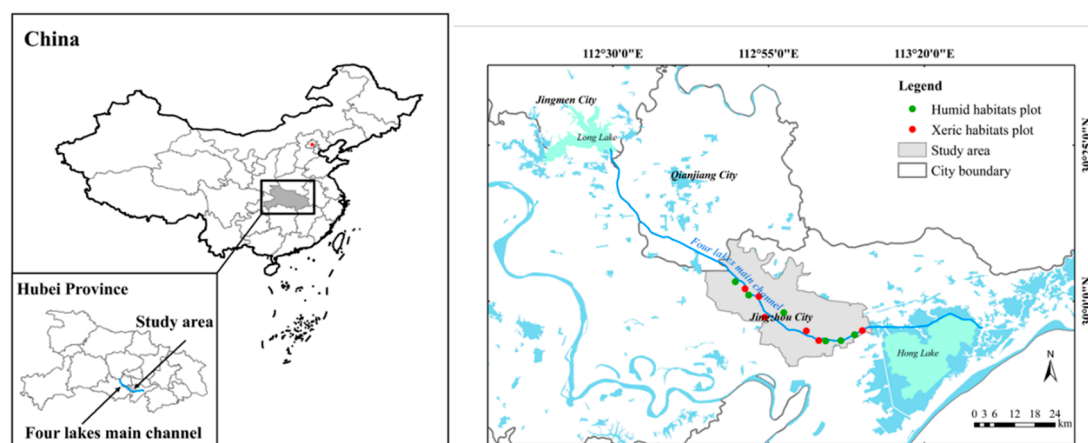 China
Hubei Province
Study area
Four lakes main channel
112°30'0"E 112°55'0"E 113°20'0"E
Jingmen City
Long Lake
Qianjiang City
Four lakes main channel
Jingzhou City
Hong Lake
Legend
Humid habitats plot
Xeric habitats plot
Study area
City boundary
N
0 3 6 12 18 24
km